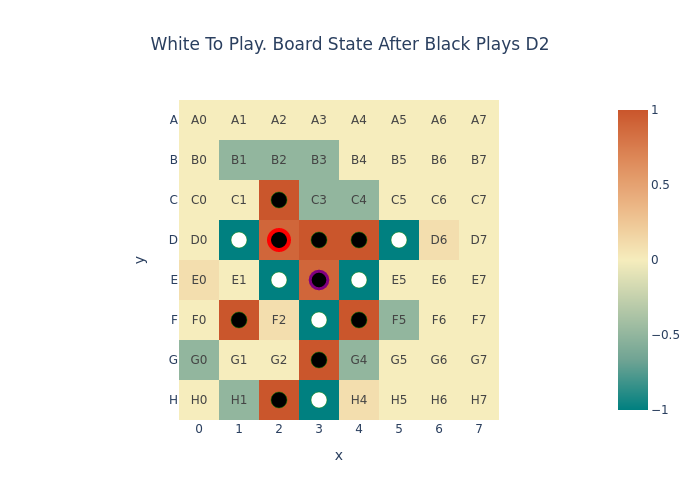 White To Play. Board State After Black Plays D2
A A0 A1 A2 A3 A4 A5 A6 A7
B B0 B1 B2 B3 B4 B5 B6 B7
C C0 C1 C3 C4 C5 C6 C7
D D0 D6 D7
E E0 E1 E5 E6 E7
F F0 F2 F5 F6 F7
G G0 G1 G2 G4 G5 G6 G7
H H0 H1 H4 H5 H6 H7
0 1 2 3 4 5 6 7
x
y
1
0.5
0
−0.5
−1